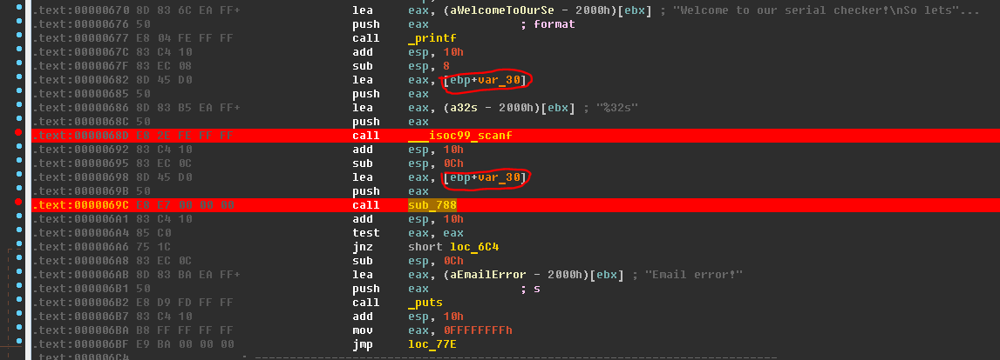 .text:00000670 8D 83 6C EA FF+ lea eax, (aWelcomeToOurSe - 2000h)[ebx] ; "Welcome to our serial checker!\nSo lets"...
.text:00000676 50 push eax ; format
.text:00000677 E8 04 FE FF FF call _printf
.text:0000067C 83 C4 10 add esp, 10h
.text:0000067F 83 EC 08 sub esp, 8
.text:00000682 8D 45 D0 lea eax, [ebp+var_30]
.text:00000685 50 push eax
.text:00000686 8D 83 B5 EA FF+ lea eax, (a32s - 2000h)[ebx] ; "%32s"
.text:0000068C 50 push eax
.text:0000068D E8 2E FE FF FF call ___isoc99_scanf
.text:00000692 83 C4 10 add esp, 10h
.text:00000695 83 EC 0C sub esp, 0Ch
.text:00000698 8D 45 D0 lea eax, [ebp+var_30]
.text:0000069B 50 push eax
.text:0000069C E8 E7 00 00 00 call sub_788
.text:000006A1 83 C4 10 add esp, 10h
.text:000006A4 85 C0 test eax, eax
.text:000006A6 75 1C jnz short loc_6C4
.text:000006A8 83 EC 0C sub esp, 0Ch
.text:000006AB 8D 83 BA EA FF+ lea eax, (aEmailError - 2000h)[ebx] ; "Email error!"
.text:000006B1 50 push eax ; s
.text:000006B2 E8 D9 FD FF FF call _puts
.text:000006B7 83 C4 10 add esp, 10h
.text:000006BA B8 FF FF FF FF mov eax, 0FFFFFFFFh
.text:000006BF E9 BA 00 00 00 jmp loc_77E
.text:000006C4